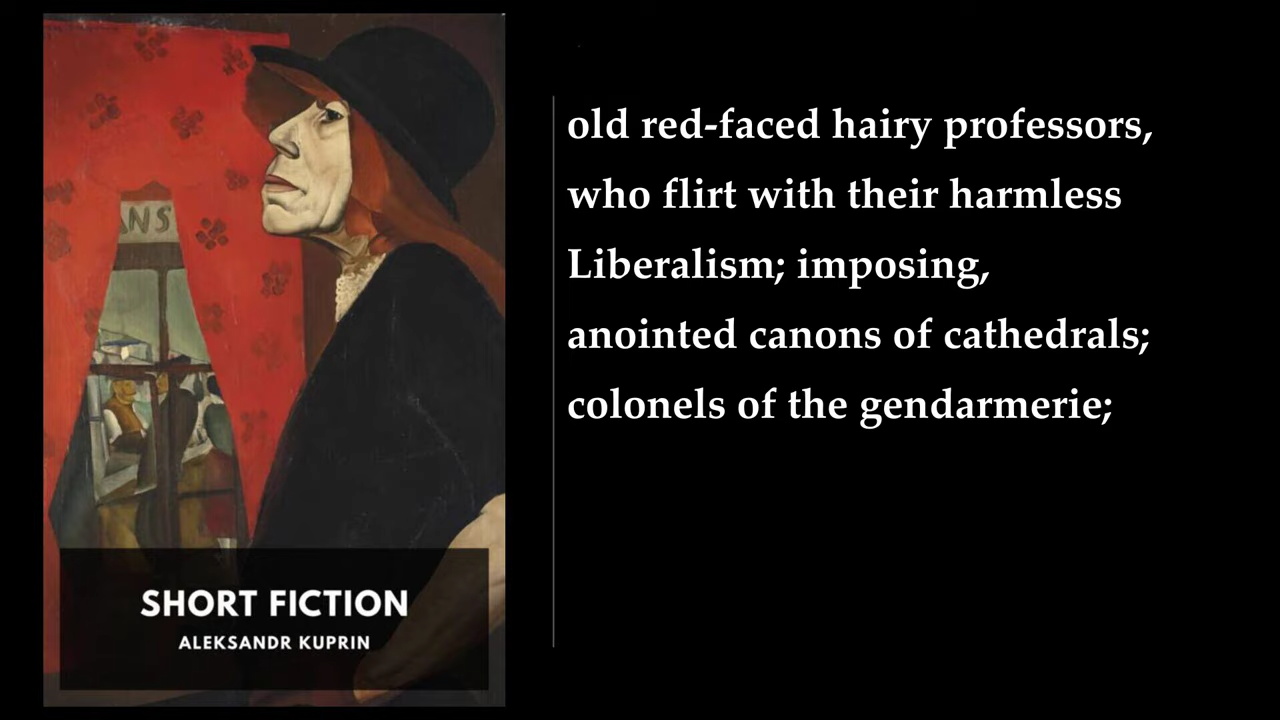 old red-faced hairy professors,
who flirt with their harmless
Liberalism; imposing,
anointed canons of cathedrals;
colonels of the gendarmerie;
ANS
SHORT FICTION
ALEKSANDR KUPRIN